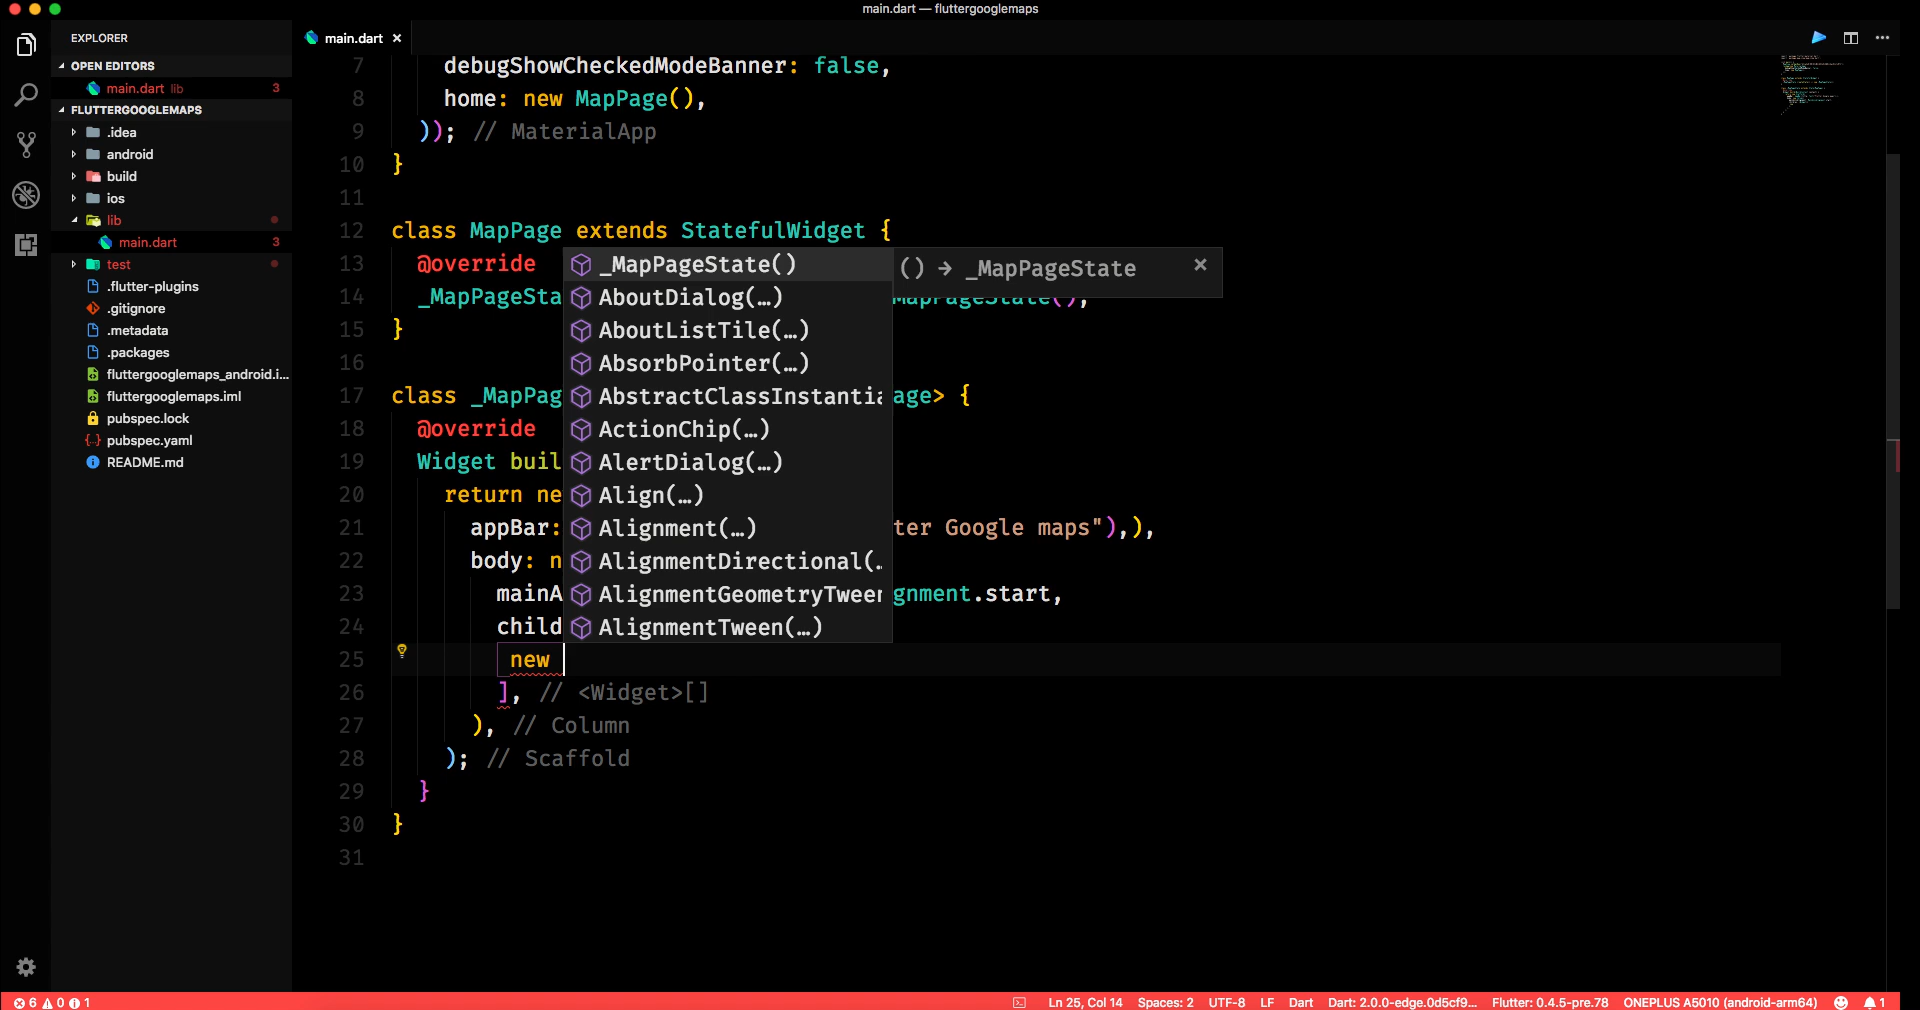 main.dart — fluttergooglemaps
EXPLORER
OPEN EDITORS
main.dart lib 3
FLUTTERGOOGLEMAPS
.idea
android
build
ios
lib
main.dart 3
test
.flutter-plugins
.gitignore
.metadata
.packages
fluttergooglemaps_android.i...
fluttergooglemaps.iml
pubspec.lock
pubspec.yaml
README.md
main.dart ×
7 debugShowCheckedModeBanner: false,
8 home: new MapPage(),
9 )); // MaterialApp
10 }
11
12 class MapPage extends StatefulWidget {
13 @override
14 _MapPageSta MapPageState();
15 }
16
17 class _MapPag age> {
18 @override
19 Widget buil
20 return ne
21 appBar: ter Google maps"),),
22 body: n
23 mainA gnment.start,
24 child
25 new
26 ], // <Widget>[]
27 ), // Column
28 ); // Scaffold
29 }
30 }
31
_MapPageState()
AboutDialog(…)
AboutListTile(…)
AbsorbPointer(…)
AbstractClassInstantia
ActionChip(…)
AlertDialog(…)
Align(…)
Alignment(…)
AlignmentDirectional(…
AlignmentGeometryTween
AlignmentTween(…)
() → _MapPageState ×
6 0 1 Ln 25, Col 14 Spaces: 2 UTF-8 LF Dart Dart: 2.0.0-edge.0d5cf9... Flutter: 0.4.5-pre.78 ONEPLUS A5010 (android-arm64) 1